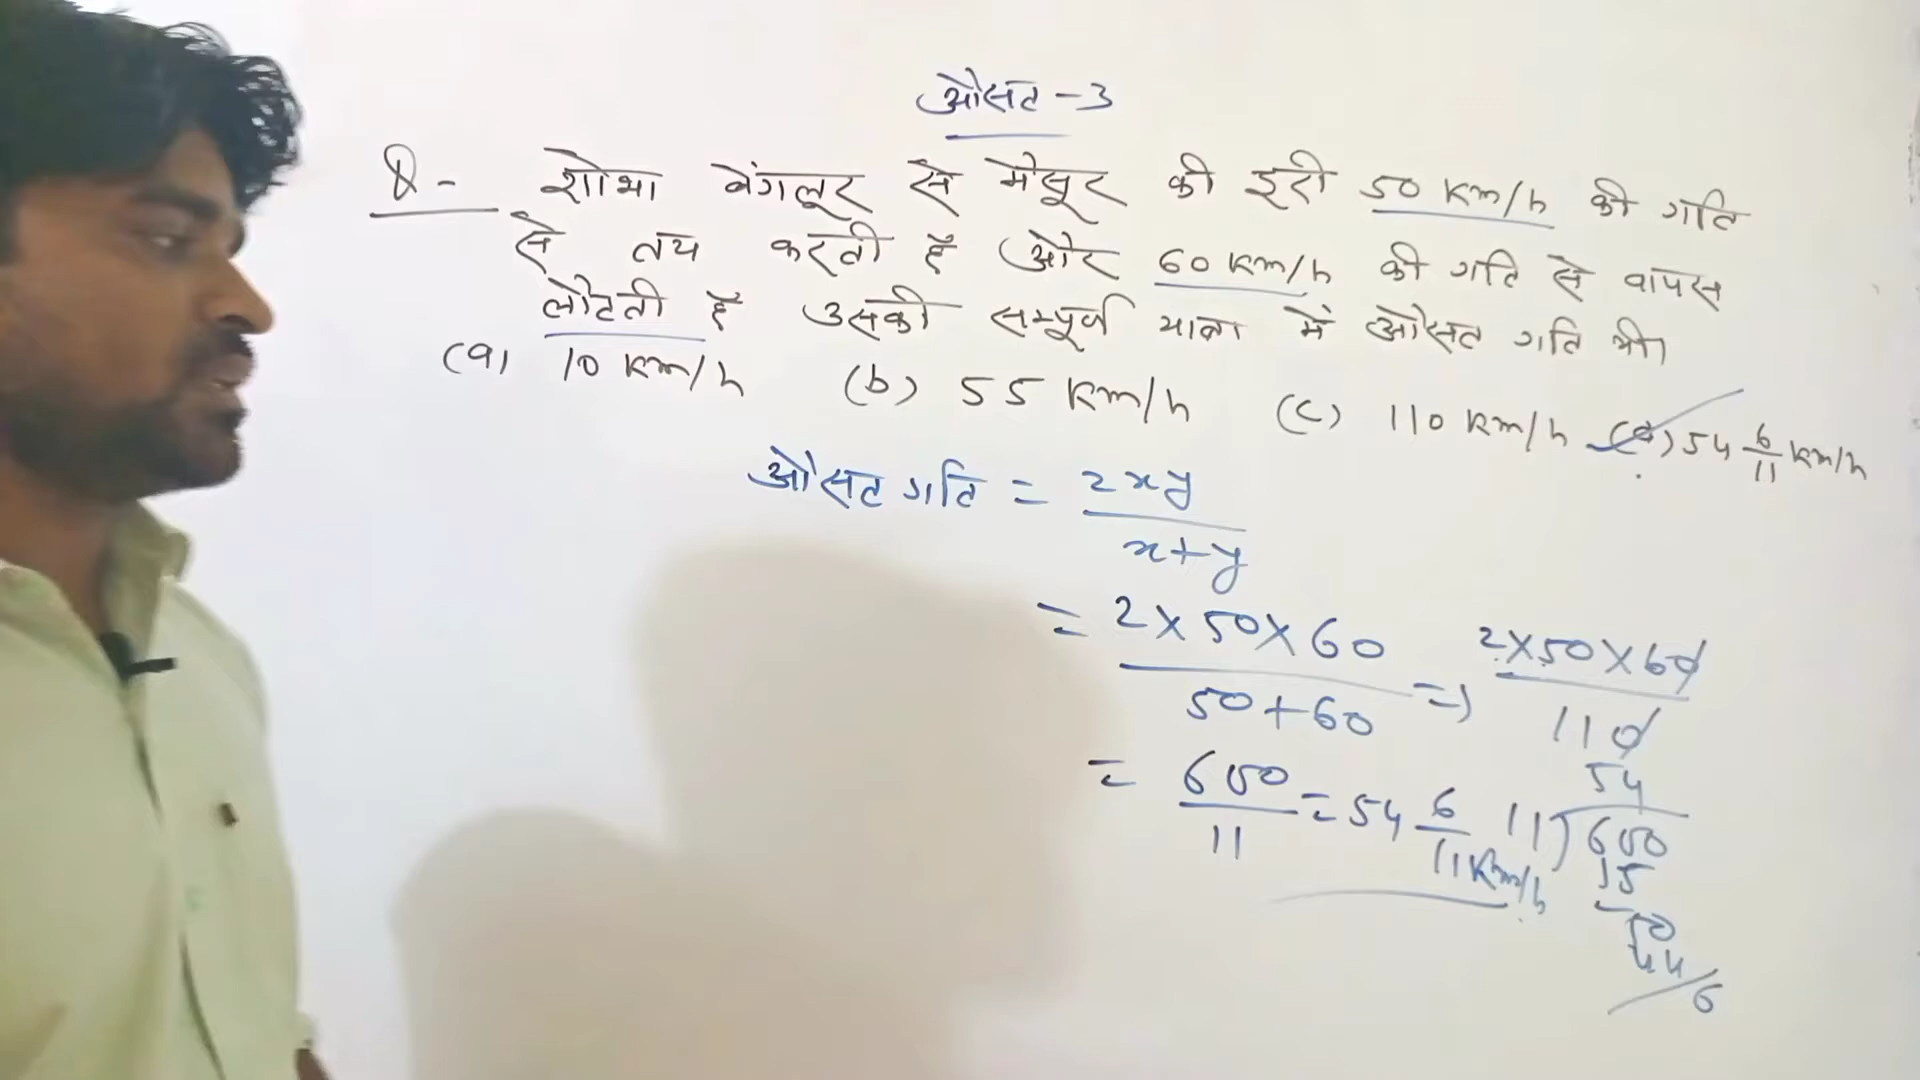 औसत - 3
Q - शोभा बंगलूर से मैसूर की दूरी 50 km/h की गति
से तय करती है और 60 km/h की गति से वापस
लौटती है उसकी सम्पूर्ण यात्रा में औसत गति थी।
(a) 10 km/h (b) 55 km/h (c) 110 km/h (d) 54 6/11 km/h
औसत गति = 2xy / x+y
= 2×50×60 / 50+60 => 2×50×60 / 110
= 600 / 11 = 54 6/11 km/h
54
11) 600
55
50
44
6